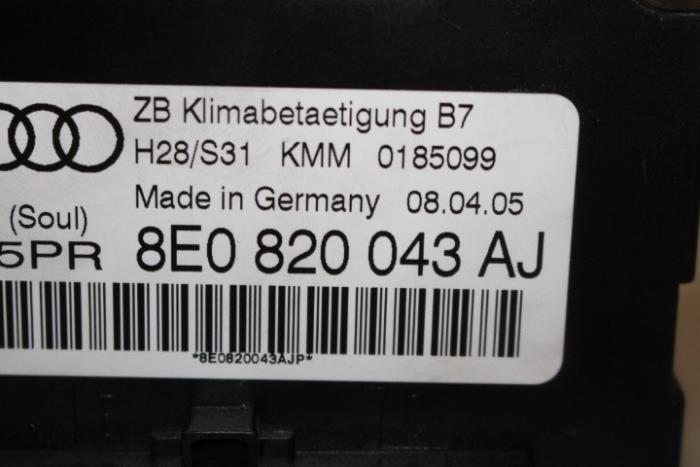 ZB Klimabetaetigung B7
H28/S31 KMM 0185099
Made in Germany 08.04.05
(Soul)
5PR 8E0 820 043 AJ
*8E0820043AJP*